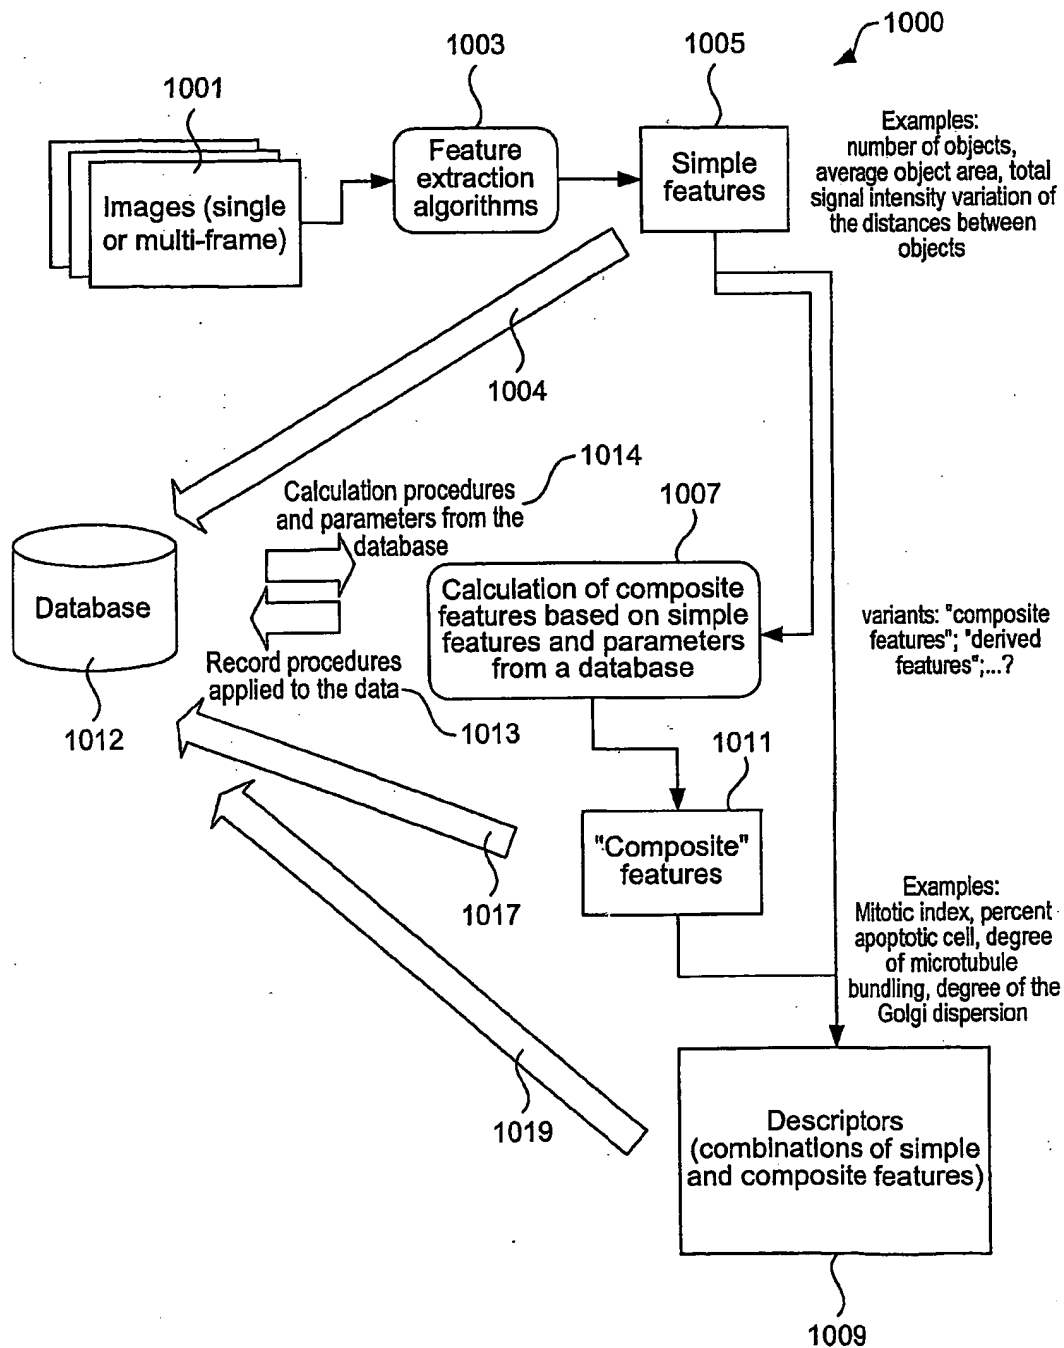 1000
1003
1005
1001
Images (single
or multi-frame)
Feature
extraction
algorithms
Simple
features
Examples:
number of objects,
average object area, total
signal intensity variation of
the distances between
objects
1004
1014
Calculation procedures
and parameters from the
database
1007
Database
Calculation of composite
features based on simple
features and parameters
from a database
variants: "composite
features"; "derived
features";...?
Record procedures
applied to the data
1012
1013
1011
"Composite"
features
1017
Examples:
Mitotic index, percent
apoptotic cell, degree
of microtubule
bundling, degree of the
Golgi dispersion
1019
Descriptors
(combinations of simple
and composite features)
1009